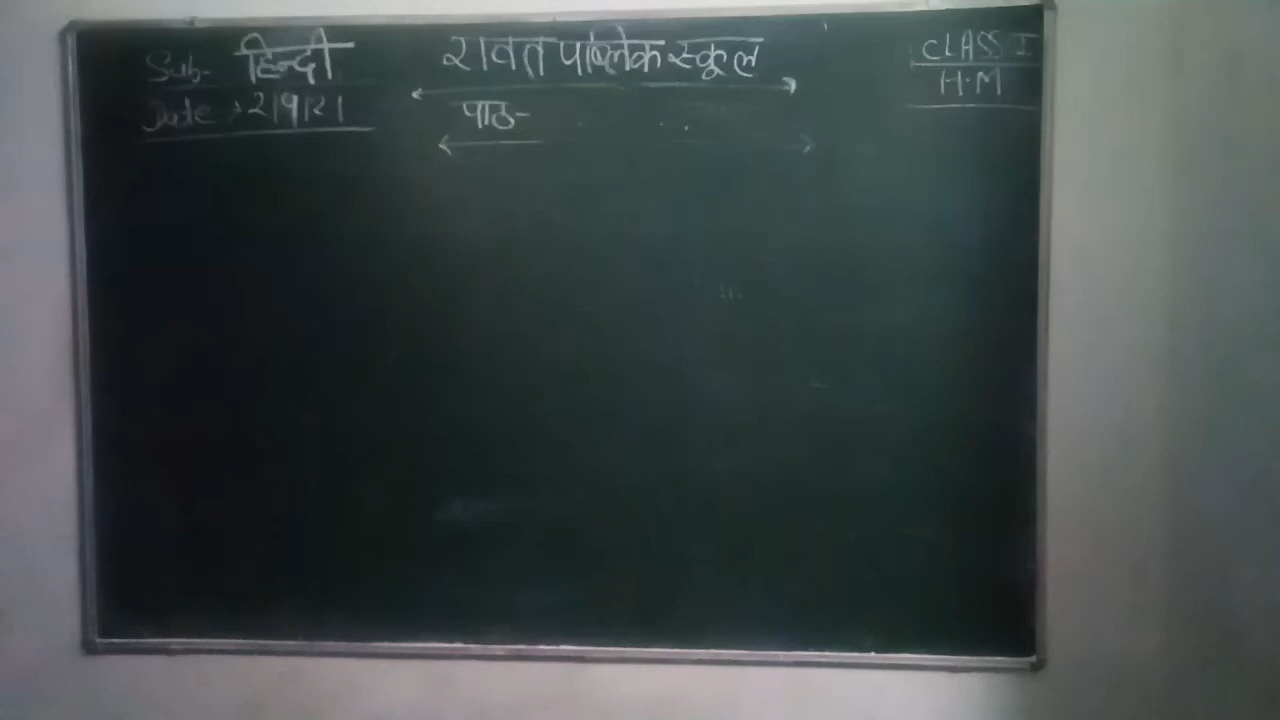 Sub- हिन्दी
रावत पब्लिक स्कूल
CLASS I
H.M
Date → 2/9/21
पाठ-